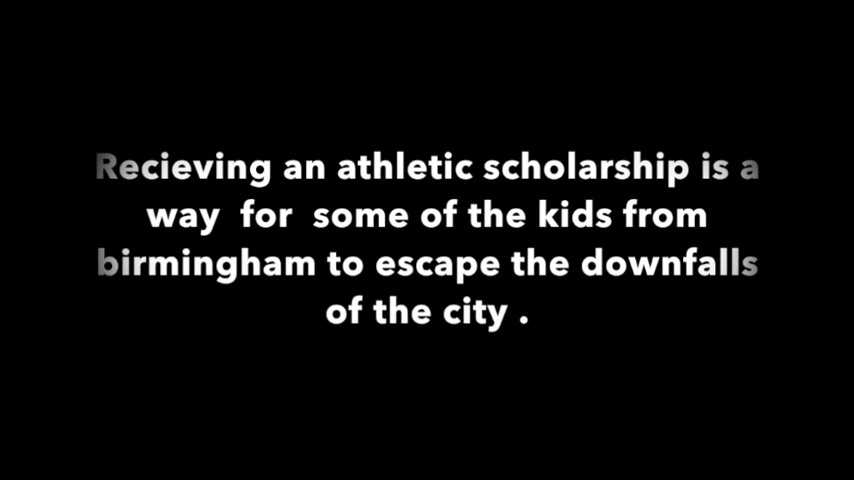 Recieving an athletic scholarship is a
way  for  some of the kids from
birmingham to escape the downfalls
of the city .